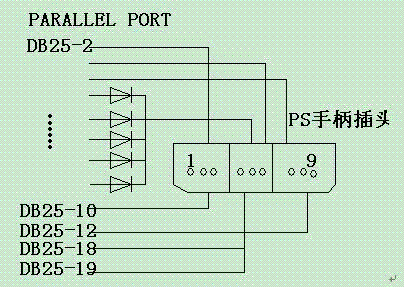 PARALLEL PORT
DB25-2
PS手柄插头
1
9
DB25-10
DB25-12
DB25-18
DB25-19